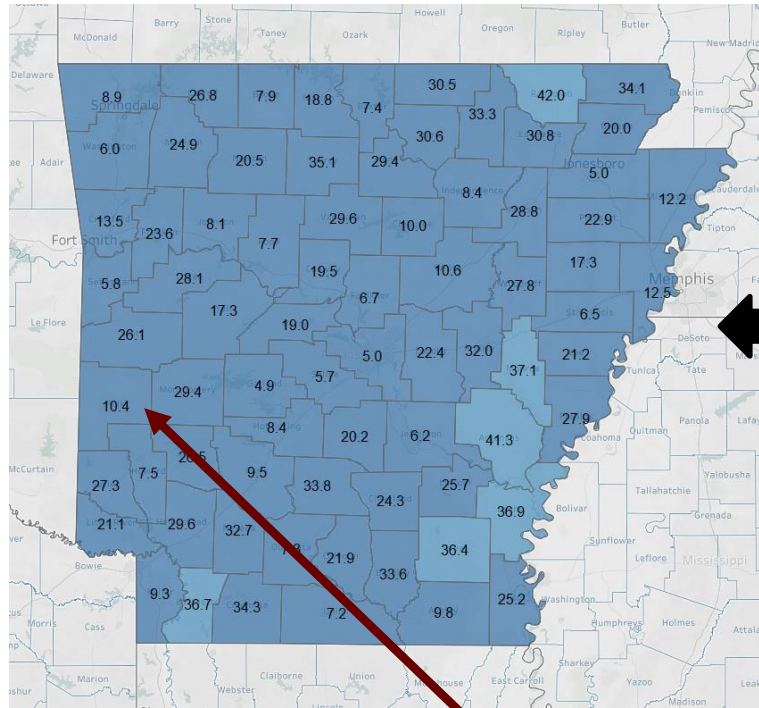 Howell
Barry
Stone
Taney
Ozark
Oregon
Ripley
Butler
McDonald
New Madrid
Delaware
8.9
26.8
7.9
18.8
7.4
30.5
42.0
34.1
Springdale
33.3
Pemiscot
6.0
24.9
20.5
35.1
29.4
30.6
30.8
20.0
Adair
Jonesboro
5.0
8.4
12.2
Lauderdale
13.5
23.6
8.1
7.7
29.6
10.0
28.8
22.9
Tipton
Fort Smith
5.8
28.1
19.5
6.7
10.6
27.8
17.3
Memphis
12.5
Le Flore
26.1
17.3
19.0
6.5
DeSoto
5.0
22.4
32.0
37.1
21.2
Tunica
Tate
10.4
29.4
4.9
5.7
27.9
Panola
8.4
20.2
6.2
41.3
Coahoma
Quitman
McCurtain
27.3
7.5
9.5
33.8
24.3
25.7
36.9
Yalobusha
Tallahatchie
Bolivar
Grenada
21.1
29.6
32.7
21.9
33.6
36.4
Sunflower
Leflore
Mississippi
Bowie
9.3
36.7
34.3
7.2
9.8
25.2
Washington
Humphreys
Holmes
Attala
Morris
Cass
Sharkey
Marion
Claiborne
Union
East Carroll
Yazoo
Webster
Madison